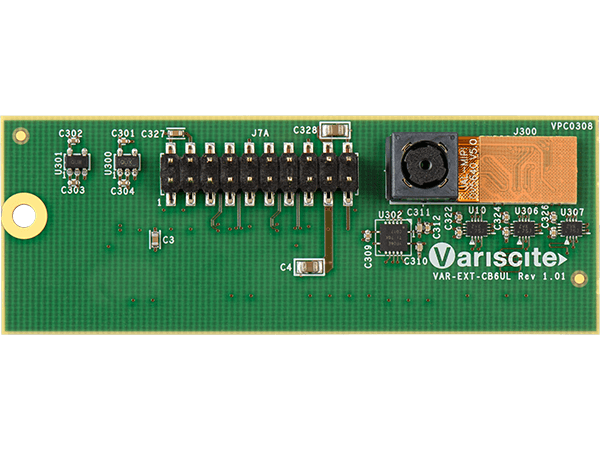 VPC0308
C302
C301
C327
J7A
C328
J300
U301
U300
C303
C304
1
U302
C311
C312
C322
U10
C324
U306
C326
U307
C3
C309
C310
C4
Variscite
VAR-EXT-CB6UL Rev 1.01